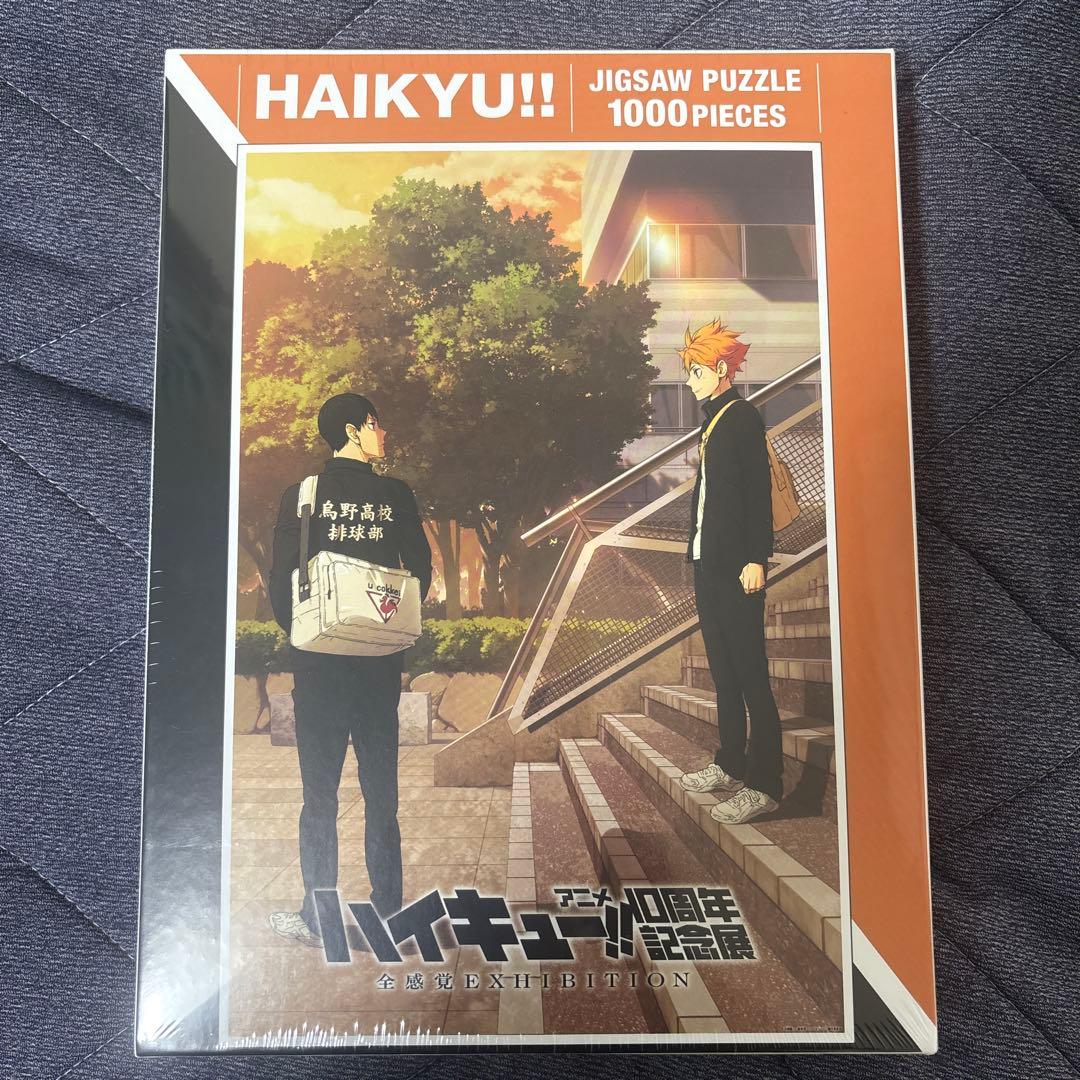 HAIKYU!!
JIGSAW PUZZLE
1000 PIECES
烏野高校
排球部
u cokkei
アニメ
ハイキュー!! 10周年
記念展
全感覚EXHIBITION